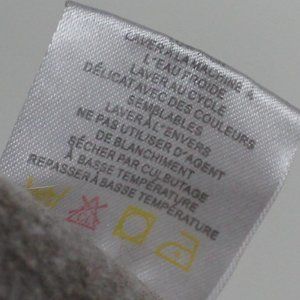 LAVER À LA MACHINE À
L'EAU FROIDE
LAVER AU CYCLE
DÉLICAT AVEC DES COULEURS
SEMBLABLES
LAVER À L'ENVERS
NE PAS UTILISER D'AGENT
DE BLANCHIMENT
SÉCHER PAR CULBUTAGE
À BASSE TEMPÉRATURE
REPASSER À BASSE TEMPÉRATURE